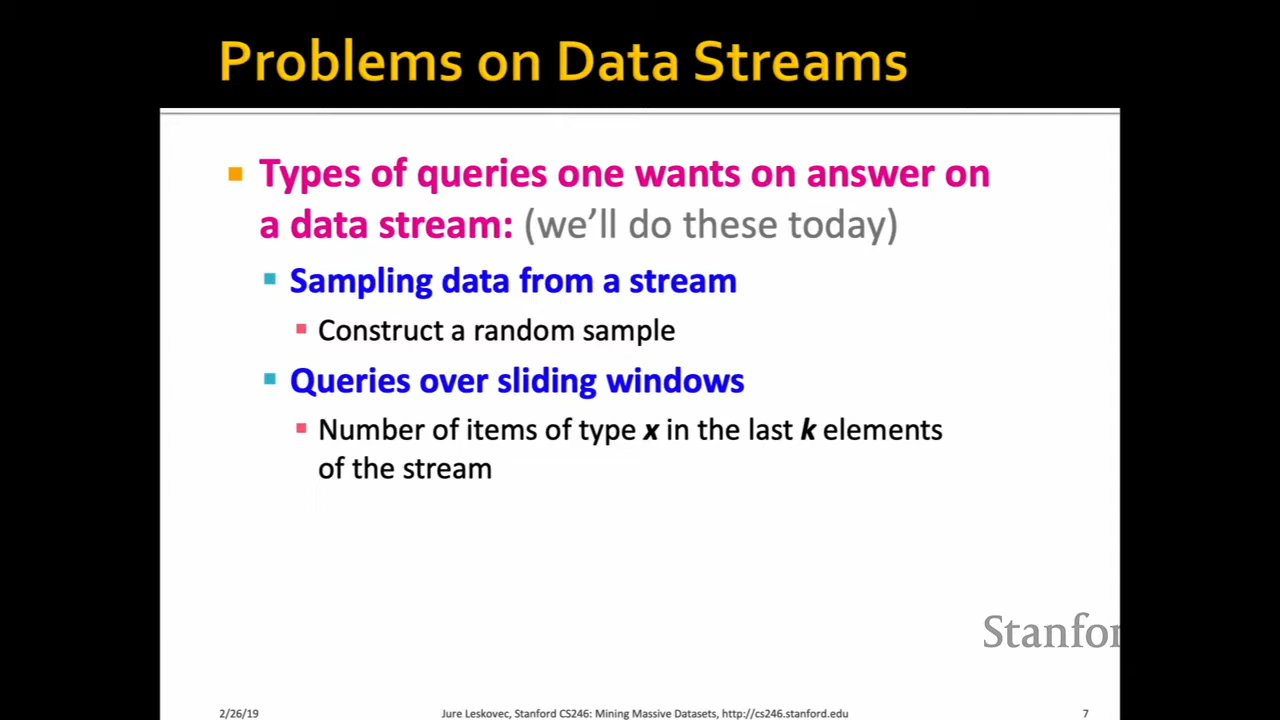 Problems on Data Streams
Types of queries one wants on answer on
a data stream: (we'll do these today)
Sampling data from a stream
Construct a random sample
Queries over sliding windows
Number of items of type x in the last k elements
of the stream
Stanfor
2/26/19 Jure Leskovec, Stanford CS246: Mining Massive Datasets, http://cs246.stanford.edu 7